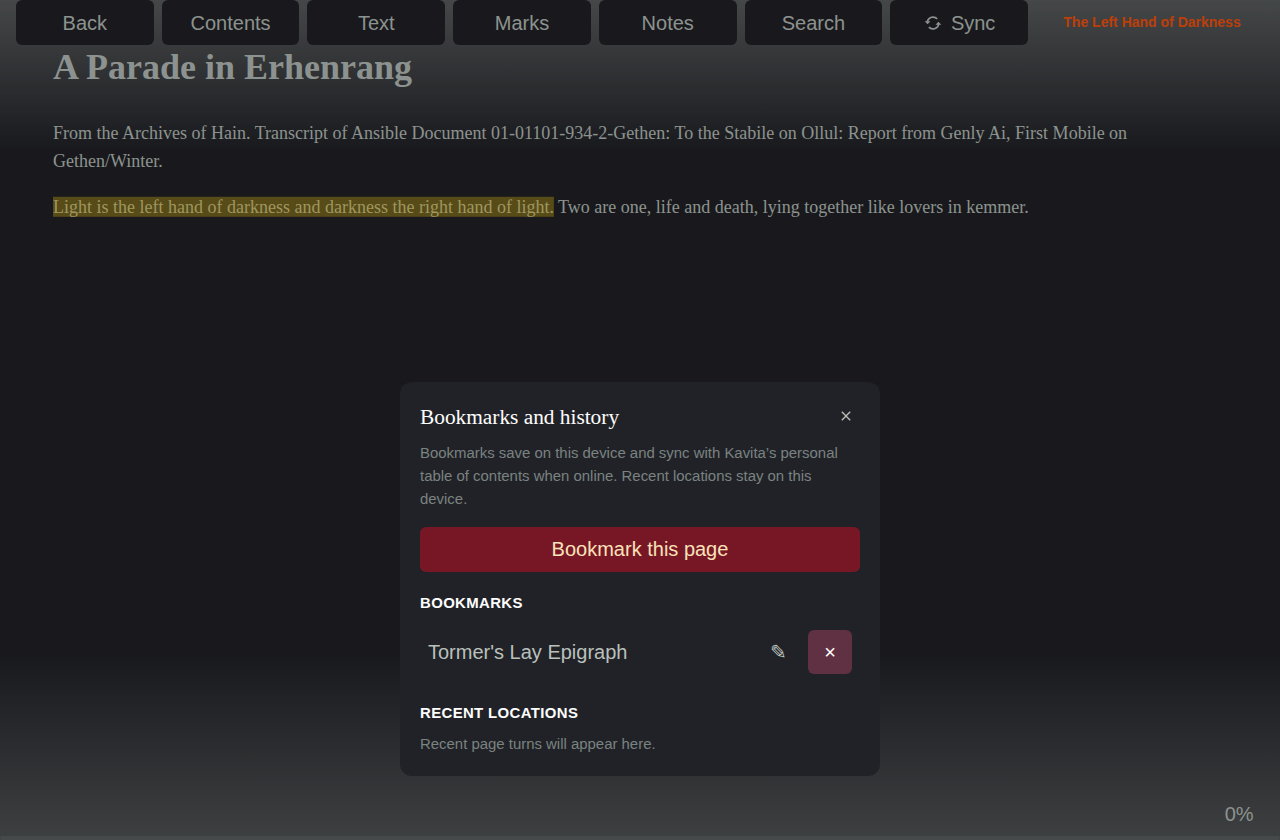 Back
Contents
Text
Marks
Notes
Search
Sync
The Left Hand of Darkness
A Parade in Erhenrang
From the Archives of Hain. Transcript of Ansible Document 01-01101-934-2-Gethen: To the Stabile on Ollul: Report from Genly Ai, First Mobile on
Gethen/Winter.
Light is the left hand of darkness and darkness the right hand of light. Two are one, life and death, lying together like lovers in kemmer.
Bookmarks and history
×
Bookmarks save on this device and sync with Kavita's personal
table of contents when online. Recent locations stay on this
device.
Bookmark this page
BOOKMARKS
Tormer's Lay Epigraph ✎ ×
RECENT LOCATIONS
Recent page turns will appear here.
0%